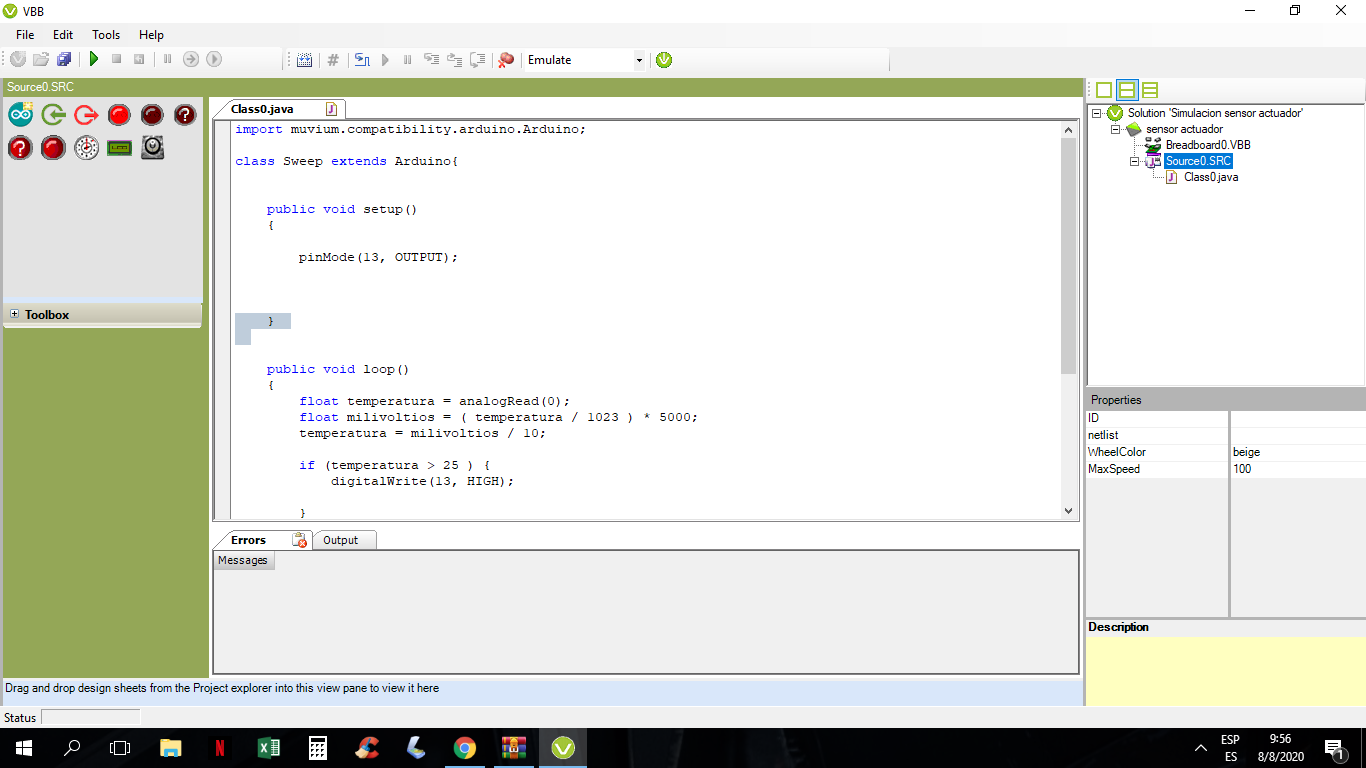 VBB
File Edit Tools Help
Emulate
Source0.SRC
Class0.java
import muvium.compatibility.arduino.Arduino;
class Sweep extends Arduino{
public void setup()
{
pinMode(13, OUTPUT);
}
public void loop()
{
float temperatura = analogRead(0);
float milivoltios = ( temperatura / 1023 ) * 5000;
temperatura = milivoltios / 10;
if (temperatura > 25 ) {
digitalWrite(13, HIGH);
}
Toolbox
Errors Output
Messages
Solution 'Simulacion sensor actuador'
sensor actuador
Breadboard0.VBB
Source0.SRC
Class0.java
Properties
ID
netlist
WheelColor beige
MaxSpeed 100
Description
Drag and drop design sheets from the Project explorer into this view pane to view it here
Status
ESP
ES
9:56
8/8/2020
1